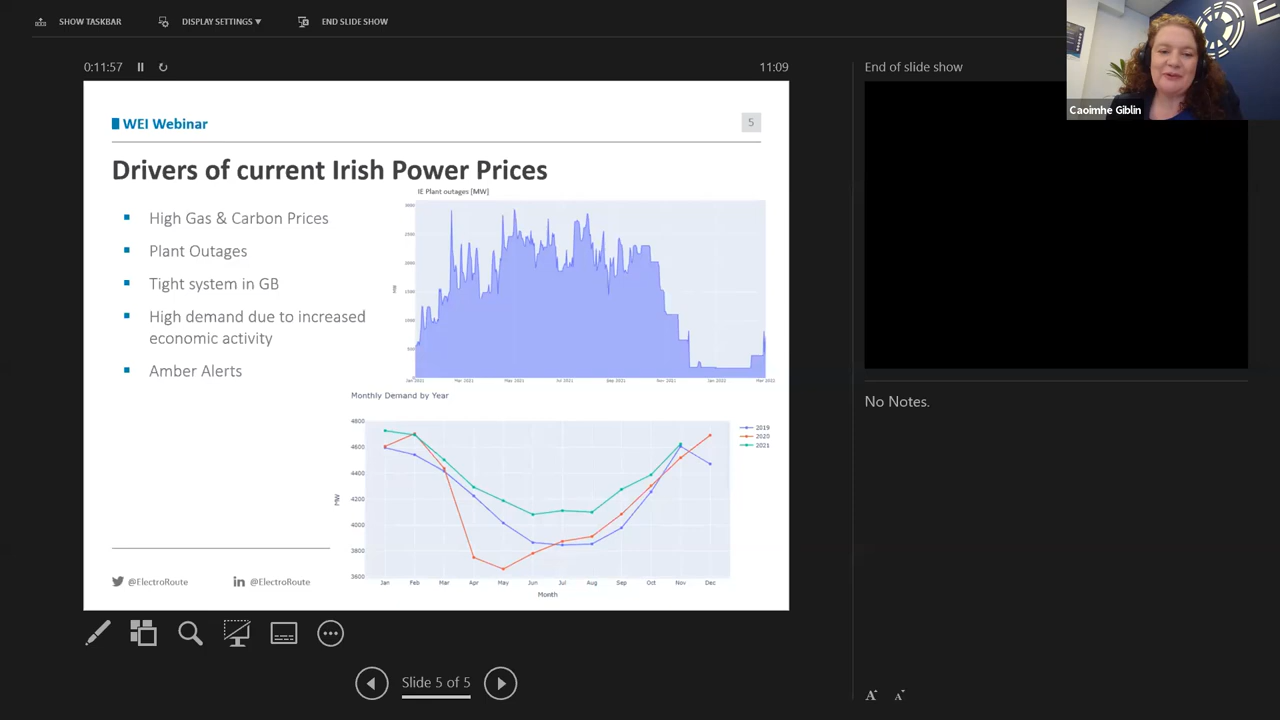 SHOW TASKBAR
DISPLAY SETTINGS ▼
END SLIDE SHOW
0:11:57
11:09
End of slide show
E
Caoimhe Giblin
WEI Webinar
5
Drivers of current Irish Power Prices
High Gas & Carbon Prices
Plant Outages
Tight system in GB
High demand due to increased
economic activity
Amber Alerts
IE Plant outages [MW]
Monthly Demand by Year
4800
4600
4400
4200
4000
3800
3600
MW
Jan
Feb
Mar
Apr
May
Jun
Jul
Aug
Sep
Oct
Nov
Dec
Month
2019
2020
2021
@ElectroRoute
in @ElectroRoute
No Notes.
Slide 5 of 5
A
A